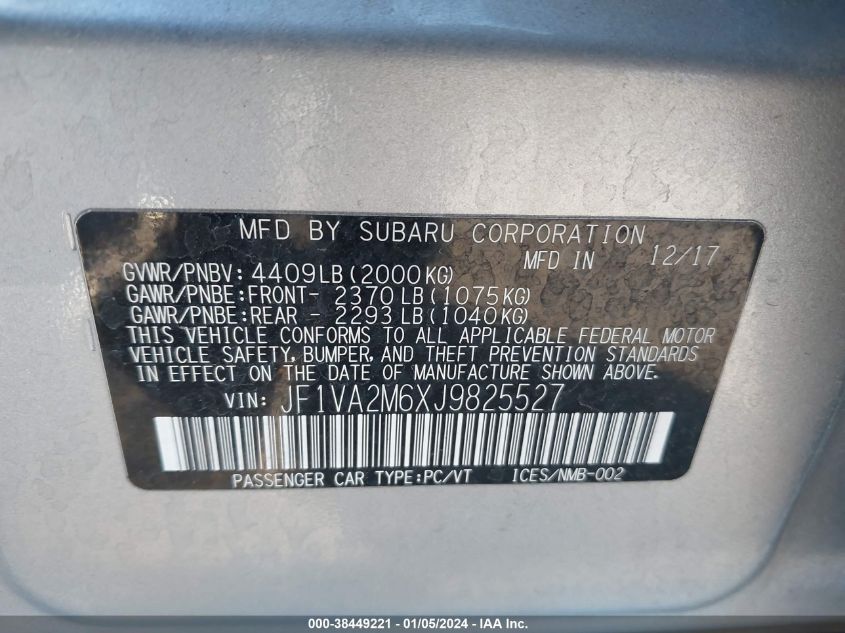 MFD BY SUBARU CORPORATION
MFD IN 12/17
GVWR/PNBV: 4409LB(2000KG)
GAWR/PNBE:FRONT- 2370LB(1075KG)
GAWR/PNBE:REAR - 2293LB(1040KG)
THIS VEHICLE CONFORMS TO ALL APPLICABLE FEDERAL MOTOR
VEHICLE SAFETY, BUMPER, AND THEFT PREVENTION STANDARDS
IN EFFECT ON THE DATE OF MANUFACTURE SHOWN ABOVE.
VIN: JF1VA2M6XJ9825527
PASSENGER CAR TYPE:PC/VT ICES/NMB-002
000-38449221 - 01/05/2024 - IAA Inc.